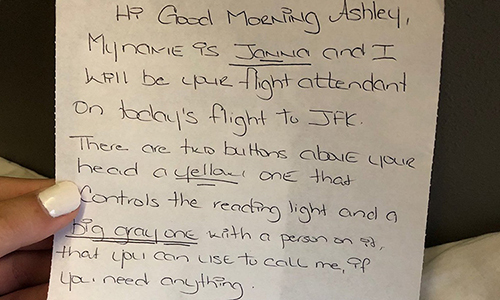 Hi Good Morning Ashley,
My name is Janna and I
will be your flight attendant
on today's flight to JFK.
There are two buttons above your
head a yellow one that
controls the reading light and a
big gray one with a person on it,
that you can use to call me, if
you need anything.